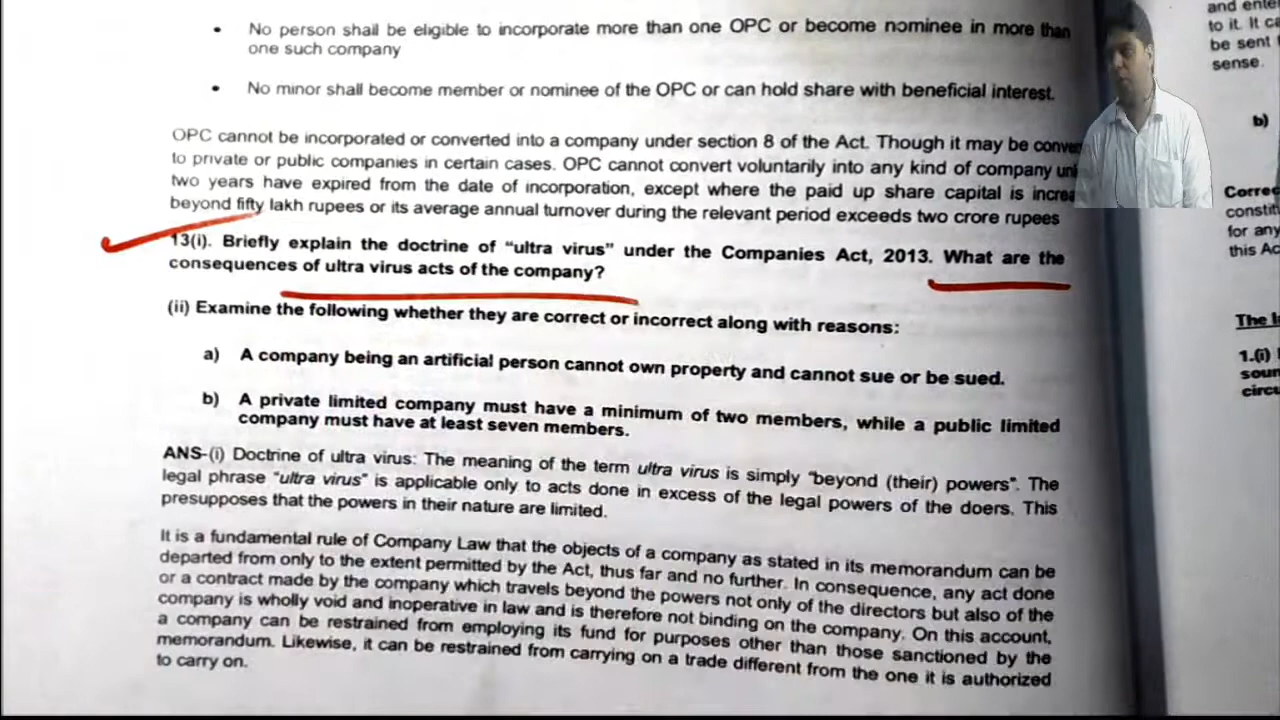 • No person shall be eligible to incorporate more than one OPC or become nominee in more than
one such company
• No minor shall become member or nominee of the OPC or can hold share with beneficial interest.
OPC cannot be incorporated or converted into a company under section 8 of the Act. Though it may be
to private or public companies in certain cases. OPC cannot convert voluntarily into any kind of company
two years have expired from the date of incorporation, except where the paid up share capital is
beyond fifty lakh rupees or its average annual turnover during the relevant period exceeds two crore rupees
13(i). Briefly explain the doctrine of "ultra virus" under the Companies Act, 2013. What are the
consequences of ultra virus acts of the company?
(ii) Examine the following whether they are correct or incorrect along with reasons:
a) A company being an artificial person cannot own property and cannot sue or be sued.
b) A private limited company must have a minimum of two members, while a public limited
company must have at least seven members.
ANS-(i) Doctrine of ultra virus: The meaning of the term ultra virus is simply "beyond (their) powers". The
legal phrase "ultra virus" is applicable only to acts done in excess of the legal powers of the doers. This
presupposes that the powers in their nature are limited.
It is a fundamental rule of Company Law that the objects of a company as stated in its memorandum can be
departed from only to the extent permitted by the Act, thus far and no further. In consequence, any act done
or a contract made by the company which travels beyond the powers not only of the directors but also of the
company is wholly void and inoperative in law and is therefore not binding on the company. On this account,
a company can be restrained from employing its fund for purposes other than those sanctioned by the
memorandum. Likewise, it can be restrained from carrying on a trade different from the one it is authorized
to carry on.
to it. It
be sent
sense.
b)
for any
this
The
1.(i)